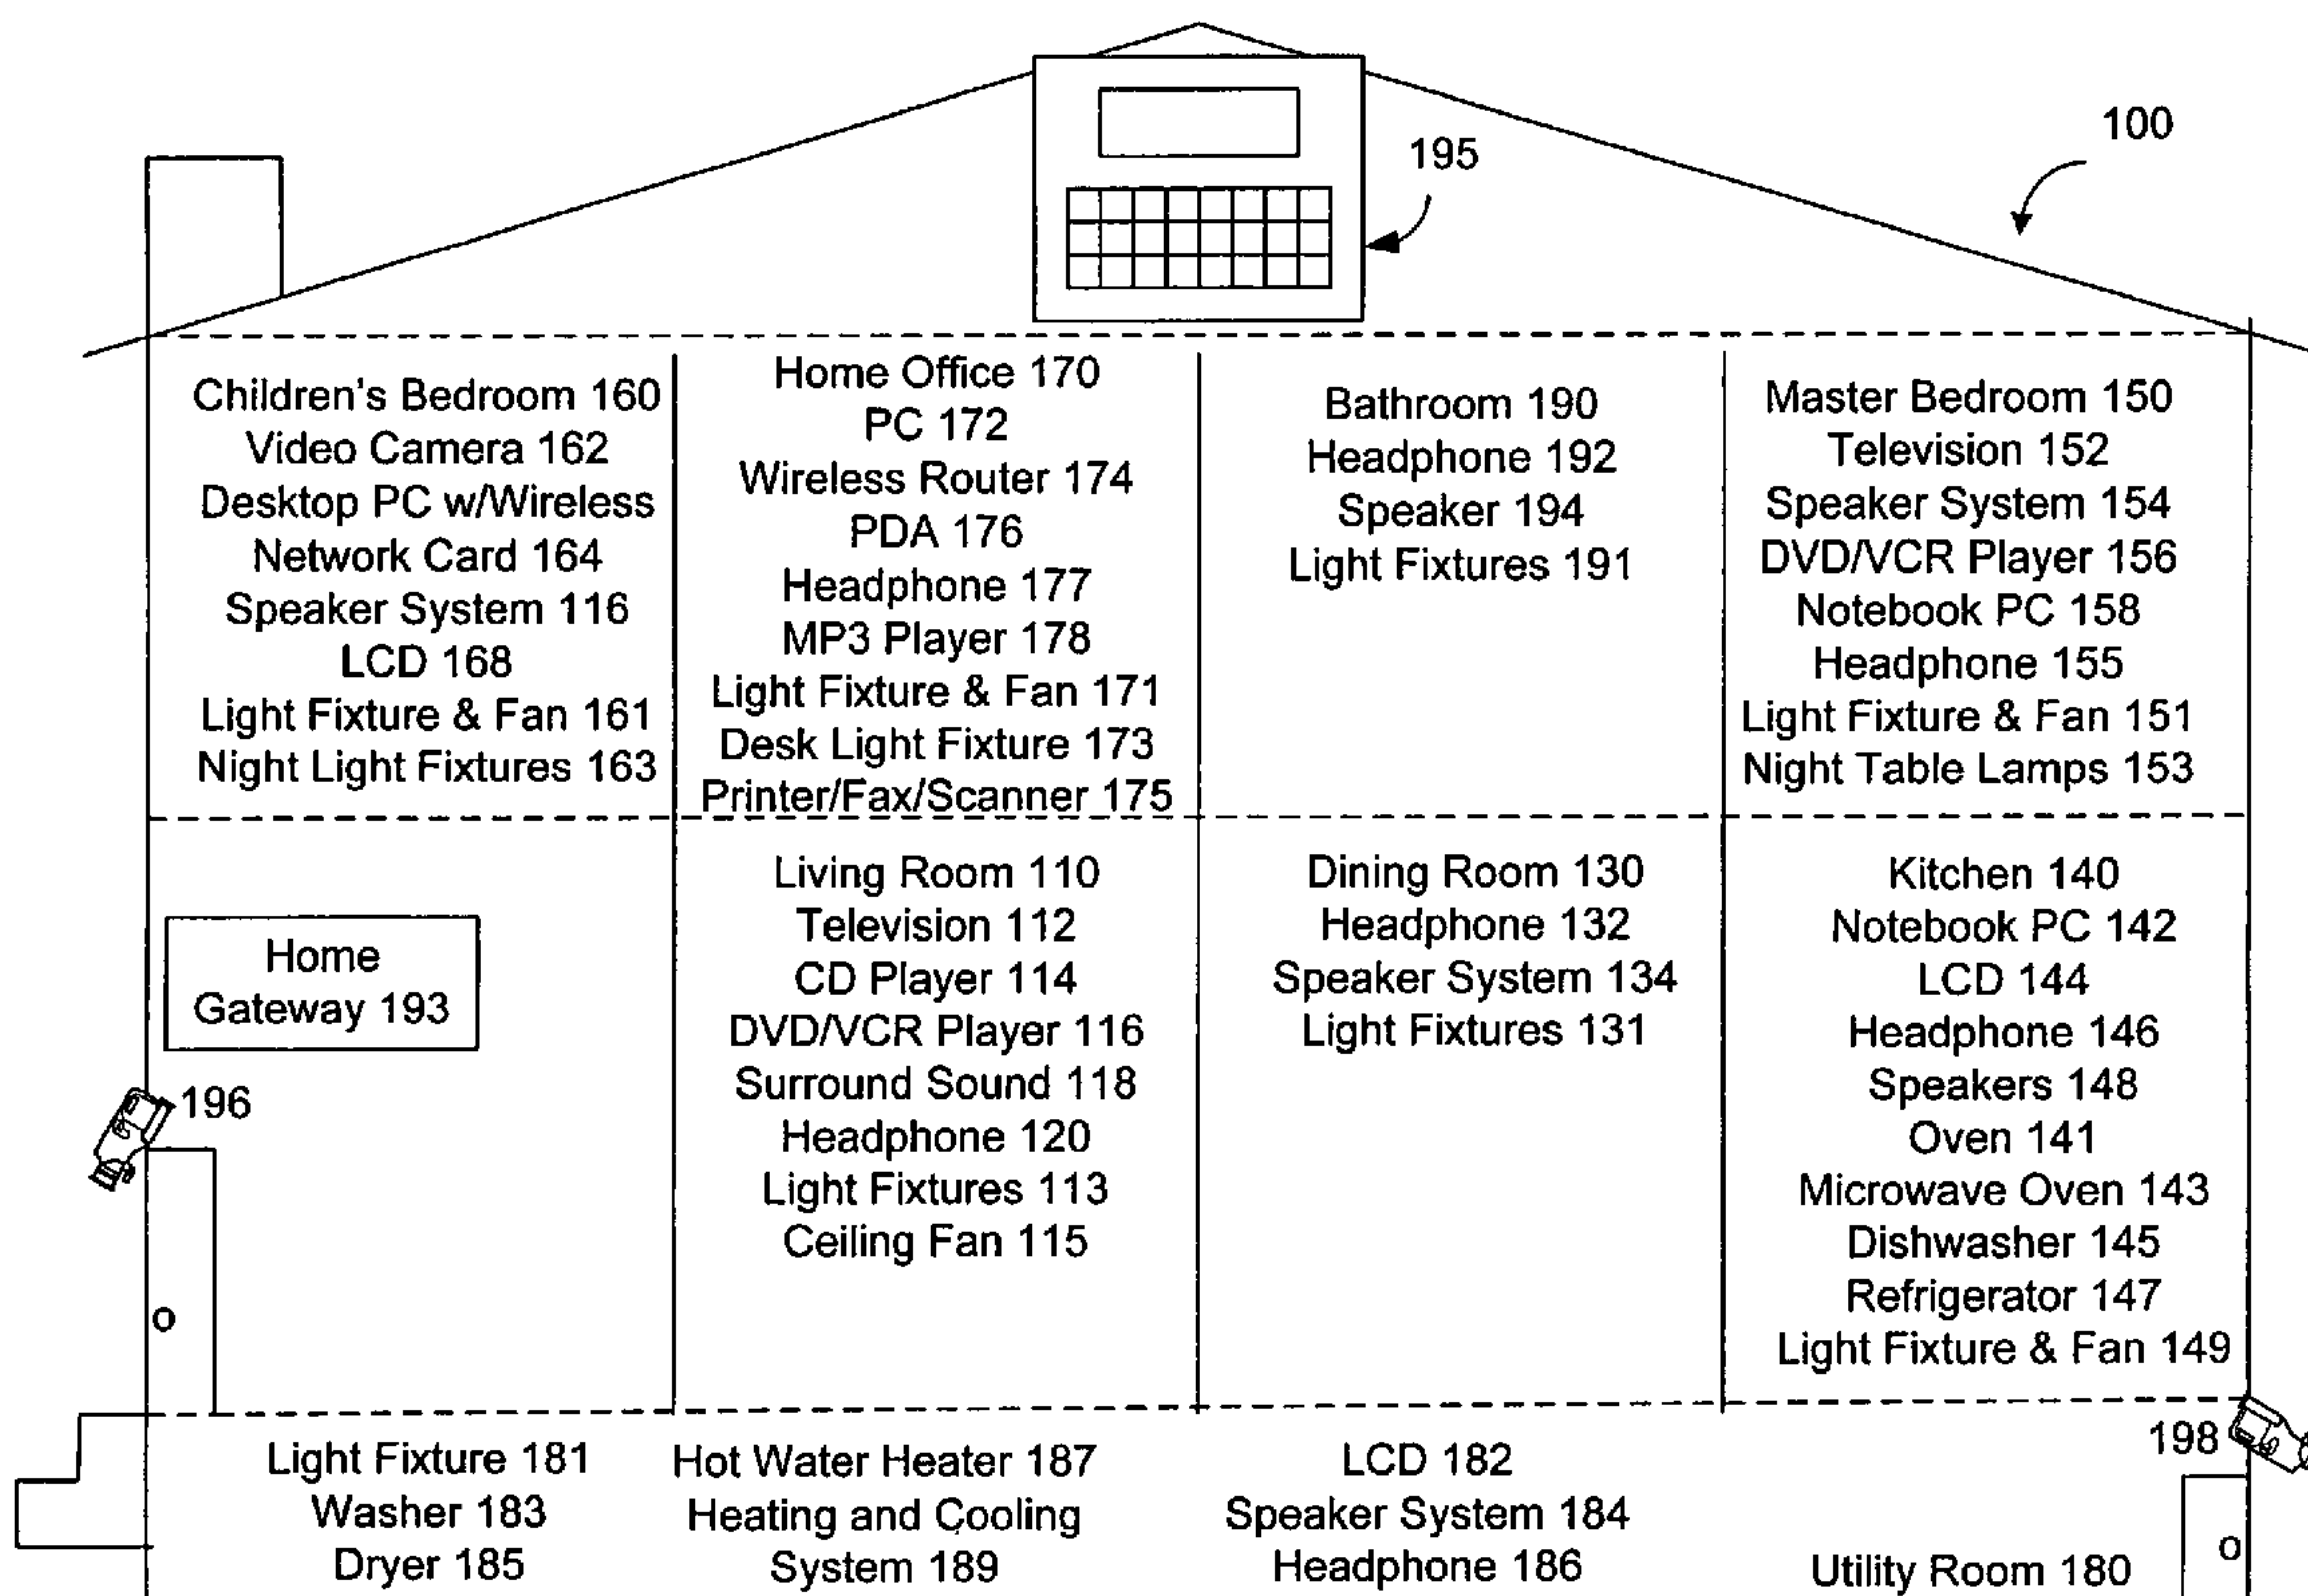 100
195
Children's Bedroom 160
Video Camera 162
Desktop PC w/Wireless
Network Card 164
Speaker System 116
LCD 168
Light Fixture & Fan 161
Night Light Fixtures 163
Home Office 170
PC 172
Wireless Router 174
PDA 176
Headphone 177
MP3 Player 178
Light Fixture & Fan 171
Desk Light Fixture 173
Printer/Fax/Scanner 175
Bathroom 190
Headphone 192
Speaker 194
Light Fixtures 191
Master Bedroom 150
Television 152
Speaker System 154
DVD/VCR Player 156
Notebook PC 158
Headphone 155
Light Fixture & Fan 151
Night Table Lamps 153
Home
Gateway 193
196
Living Room 110
Television 112
CD Player 114
DVD/VCR Player 116
Surround Sound 118
Headphone 120
Light Fixtures 113
Ceiling Fan 115
Dining Room 130
Headphone 132
Speaker System 134
Light Fixtures 131
Kitchen 140
Notebook PC 142
LCD 144
Headphone 146
Speakers 148
Oven 141
Microwave Oven 143
Dishwasher 145
Refrigerator 147
Light Fixture & Fan 149
198
Light Fixture 181
Washer 183
Dryer 185
Hot Water Heater 187
Heating and Cooling
System 189
LCD 182
Speaker System 184
Headphone 186
Utility Room 180